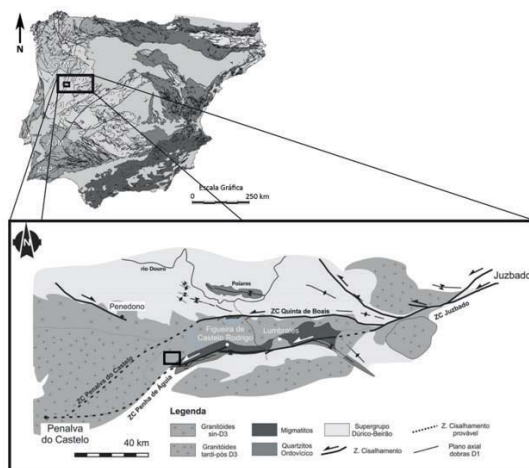 N
Escala Gráfica
0 250 km
N
rio Douro
Poiares
Juzbado
Penedono
ZC Quinta de Boais
ZC Juzbado
Figueira de
Castelo Rodrigo
Lumbrales
ZC Penalva do Castelo
ZC Penha de Águia
Penalva
do Castelo
40 km
Legenda
Granitóides
sin-D3
Migmatitos
Supergrupo
Dúrico-Beirão
Z. Cisalhamento
provável
Granitóides
tardi-pós D3
Quartzitos
Ordovícico
Z. Cisalhamento
Plano axial
dobras D1